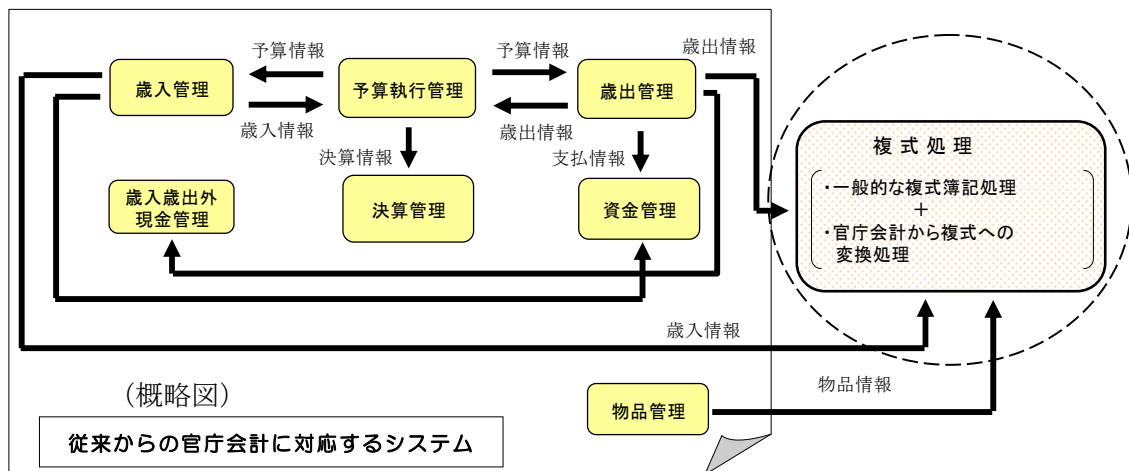 歳出情報
予算情報
予算情報
歳入管理
予算執行管理
歳出管理
歳入情報
歳出情報
決算情報
支払情報
複式処理
・一般的な複式簿記処理
+
・官庁会計から複式への
変換処理
歳入歳出外
現金管理
決算管理
資金管理
歳入情報
物品情報
(概略図)
物品管理
従来からの官庁会計に対応するシステム